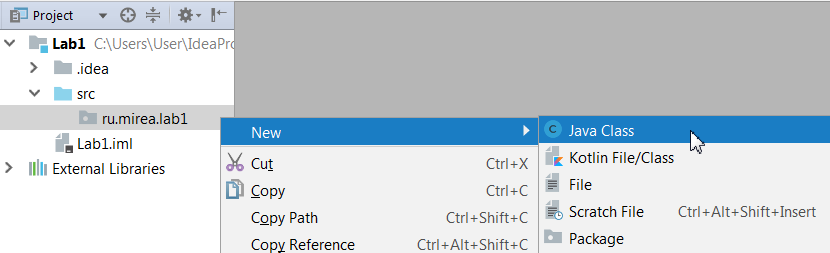 Project
Lab1 C:\Users\User\IdeaPro
.idea
src
ru.mirea.lab1
Lab1.iml
External Libraries
New
Cut Ctrl+X
Copy Ctrl+C
Copy Path Ctrl+Shift+C
Copy Reference Ctrl+Alt+Shift+C
Java Class
Kotlin File/Class
File
Scratch File Ctrl+Alt+Shift+Insert
Package